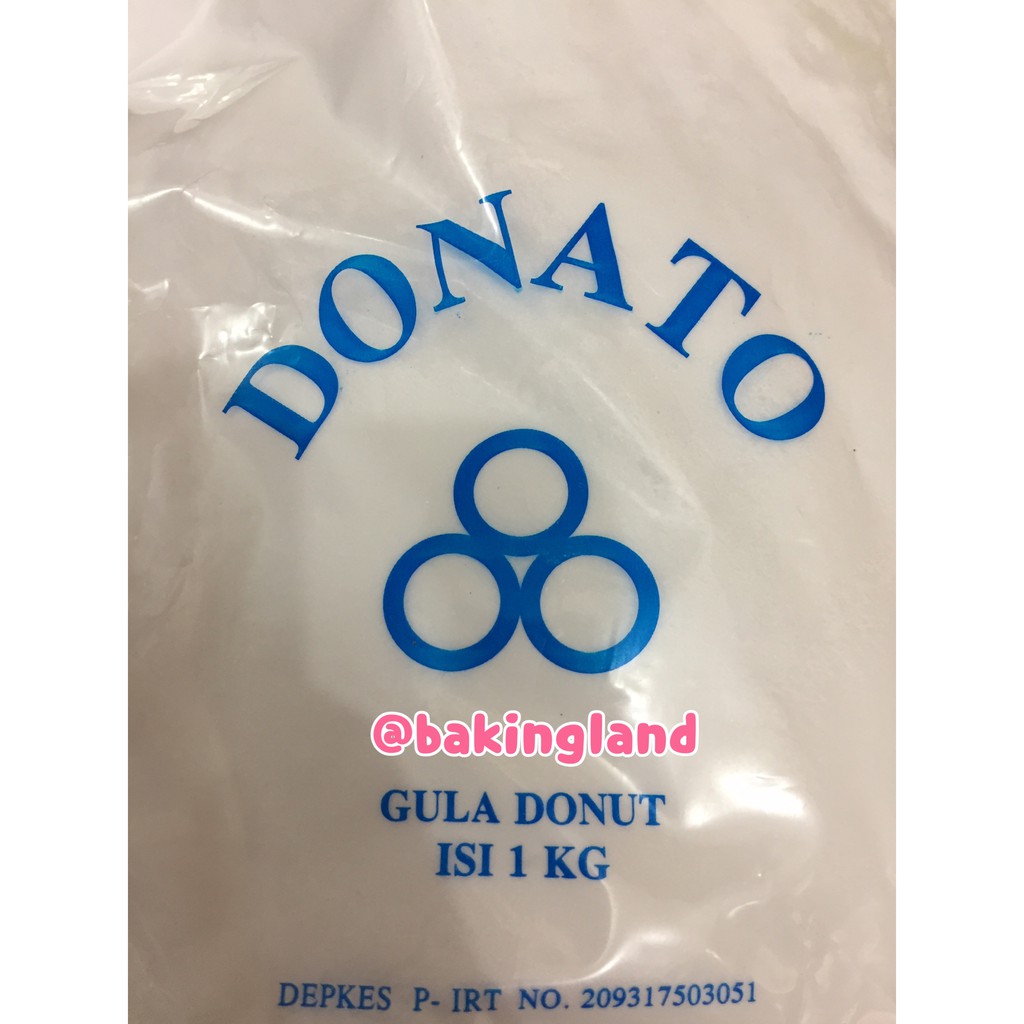 DONATO
@bakingland
GULA DONUT
ISI 1 KG
DEPKES P- IRT NO. 209317503051